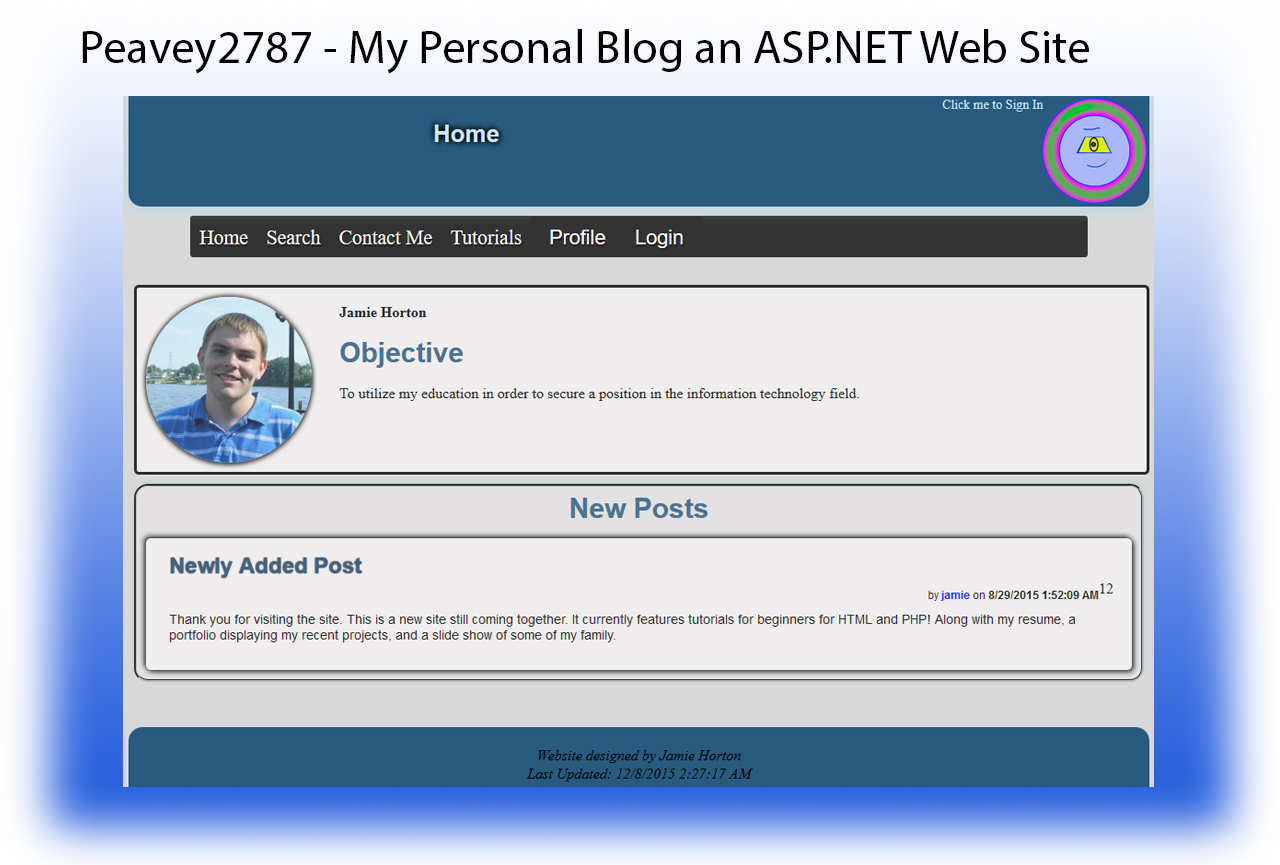 Peavey2787 - My Personal Blog an ASP.NET Web Site
Click me to Sign In
Home
Home Search Contact Me Tutorials Profile Login
Jamie Horton
Objective
To utilize my education in order to secure a position in the information technology field.
New Posts
Newly Added Post
by jamie on 8/29/2015 1:52:09 AM12
Thank you for visiting the site. This is a new site still coming together. It currently features tutorials for beginners for HTML and PHP! Along with my resume, a
portfolio displaying my recent projects, and a slide show of some of my family.
Website designed by Jamie Horton
Last Updated: 12/8/2015 2:27:17 AM